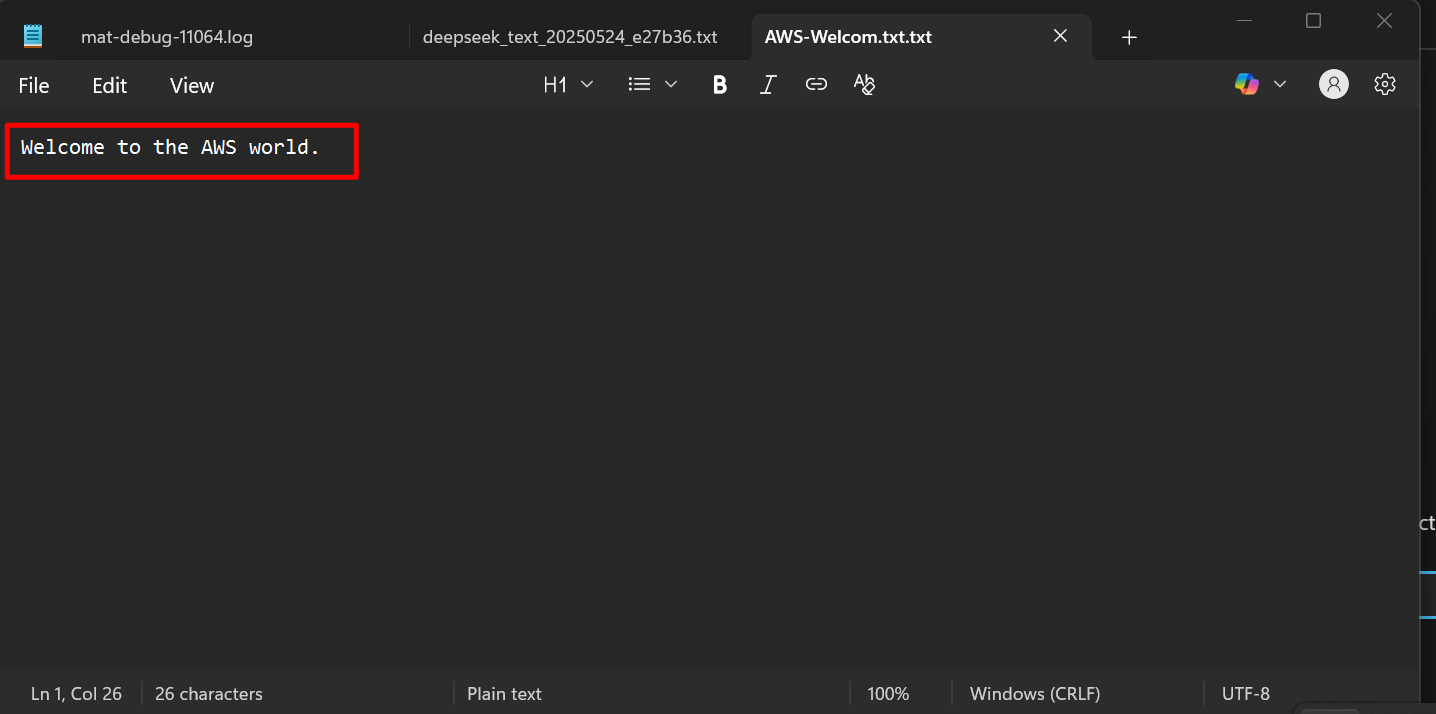 mat-debug-11064.log deepseek_text_20250524_e27b36.txt AWS-Welcom.txt.txt
File Edit View H1 B I
Welcome to the AWS world.
ct
Ln 1, Col 26 26 characters Plain text 100% Windows (CRLF) UTF-8